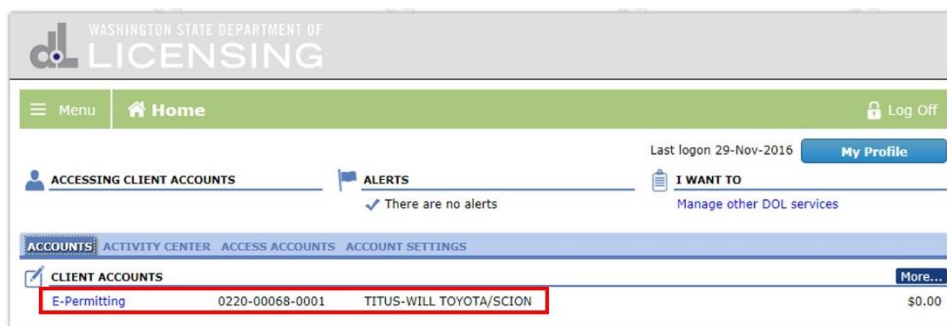 WASHINGTON STATE DEPARTMENT OF
dL LICENSING
Menu Home Log Off
Last logon 29-Nov-2016 My Profile
ACCESSING CLIENT ACCOUNTS ALERTS I WANT TO
There are no alerts Manage other DOL services
ACCOUNTS ACTIVITY CENTER ACCESS ACCOUNTS ACCOUNT SETTINGS
CLIENT ACCOUNTS More...
E-Permitting 0220-00068-0001 TITUS-WILL TOYOTA/SCION $0.00